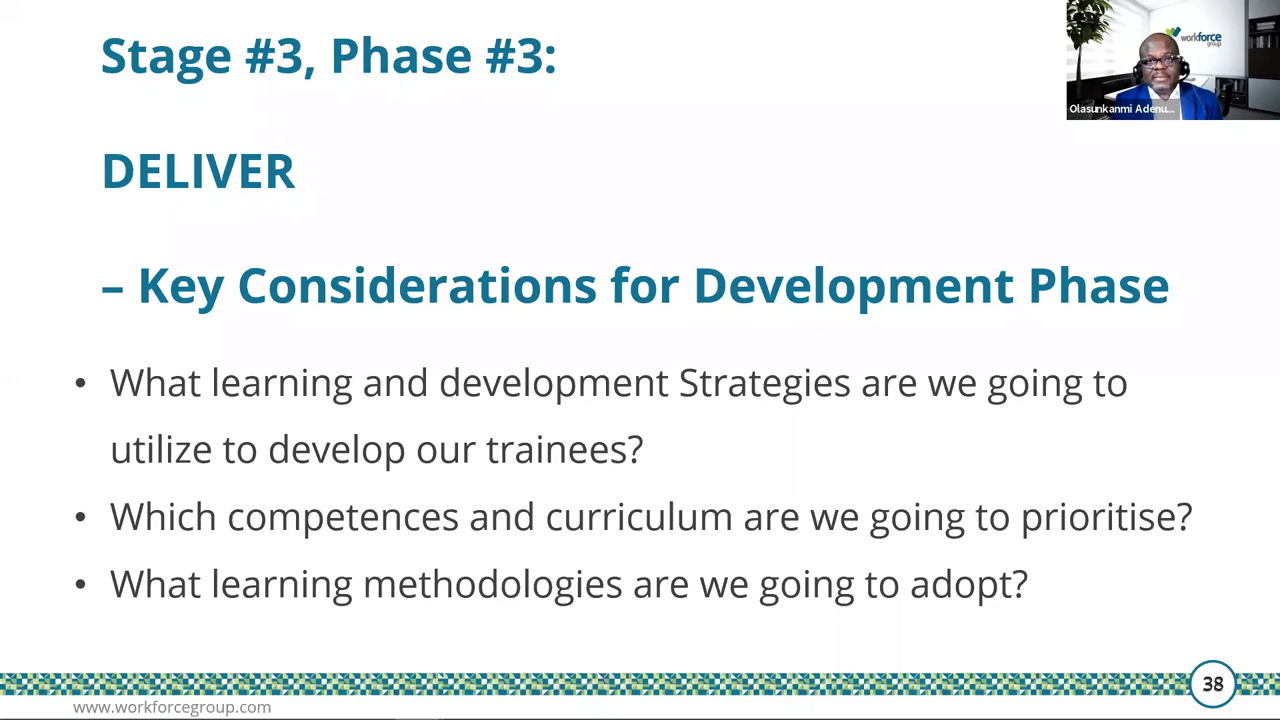 Stage #3, Phase #3:
workforce
group
Olasunkanmi Adenu...
DELIVER
– Key Considerations for Development Phase
• What learning and development Strategies are we going to
utilize to develop our trainees?
• Which competences and curriculum are we going to prioritise?
• What learning methodologies are we going to adopt?
38
www.workforcegroup.com